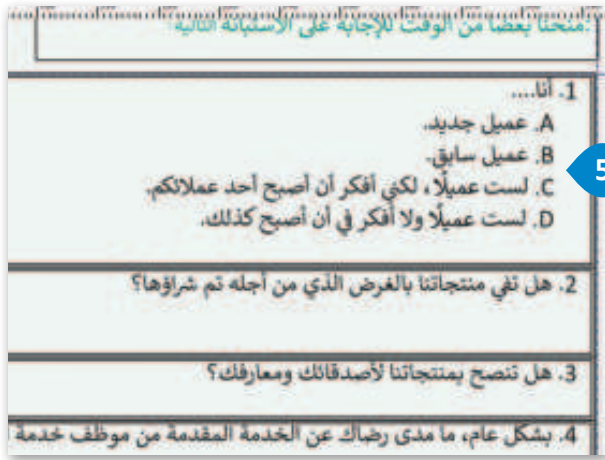 منحنا بعضًا من الوقت للإجابة على الاستبانة التالية:
1. أنا....
A. عميل جديد.
B. عميل سابق.
C. لست عميلًا، لكني أفكر أن أصبح أحد عملائكم.
D. لست عميلًا ولا أفكر في أن أصبح كذلك.
5
2. هل تفي منتجاتنا بالغرض الذي من أجله تم شراؤها؟
3. هل تنصح بمنتجاتنا لأصدقائك ومعارفك؟
4. بشكل عام، ما مدى رضاك عن الخدمة المقدمة من موظف خدمة